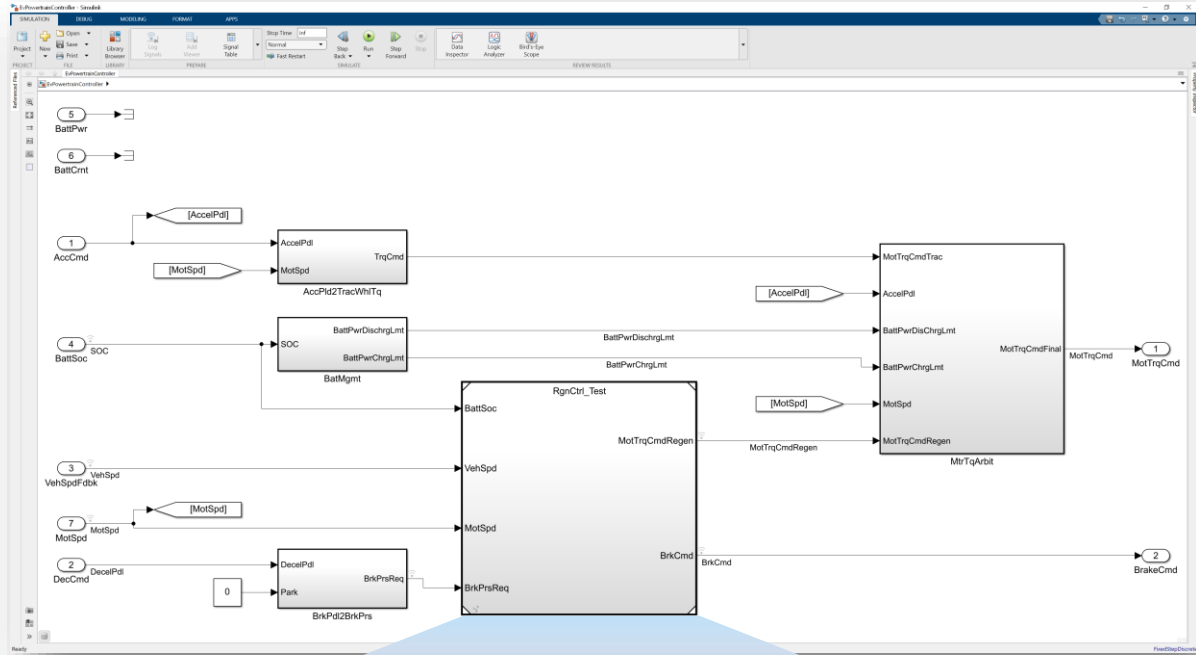 EvPowertrainController - Simulink
SIMULATION DEBUG MODELING FORMAT APPS
Project New Open Save Print Library Browser Log Signals Add Viewer Signal Table Stop Time inf Normal Fast Restart Step Back Run Step Forward Stop Data Inspector Logic Analyzer Bird's-Eye Scope
PROJECT FILE LIBRARY PREPARE SIMULATE REVIEW RESULTS
EvPowertrainController
EvPowertrainController
Referenced Files
5
BattPwr
6
BattCrnt
[AccelPdl]
1
AccCmd
AccelPdl
TrqCmd
[MotSpd]
MotSpd
AccPld2TracWhlTq
MotTrqCmdTrac
[AccelPdl]
AccelPdl
4
BattSoc
SOC
SOC
BattPwrDischrgLmt
BattPwrChrgLmt
BatMgmt
BattPwrDischrgLmt
BattPwrChrgLmt
BattPwrDisChrgLmt
BattPwrChrgLmt
MotTrqCmdFinal
MotTrqCmd
1
MotTrqCmd
[MotSpd]
MotSpd
MotTrqCmdRegen
MtrTqArbit
RgnCtrl_Test
BattSoc
MotTrqCmdRegen
MotTrqCmdRegen
3
VehSpdFdbk
VehSpd
VehSpd
[MotSpd]
7
MotSpd
MotSpd
MotSpd
2
DecCmd
DecelPdl
DecelPdl
BrkPrsReq
0
Park
BrkPdl2BrkPrs
BrkPrsReq
BrkCmd
BrkCmd
2
BrakeCmd
Ready
FixedStepDiscrete